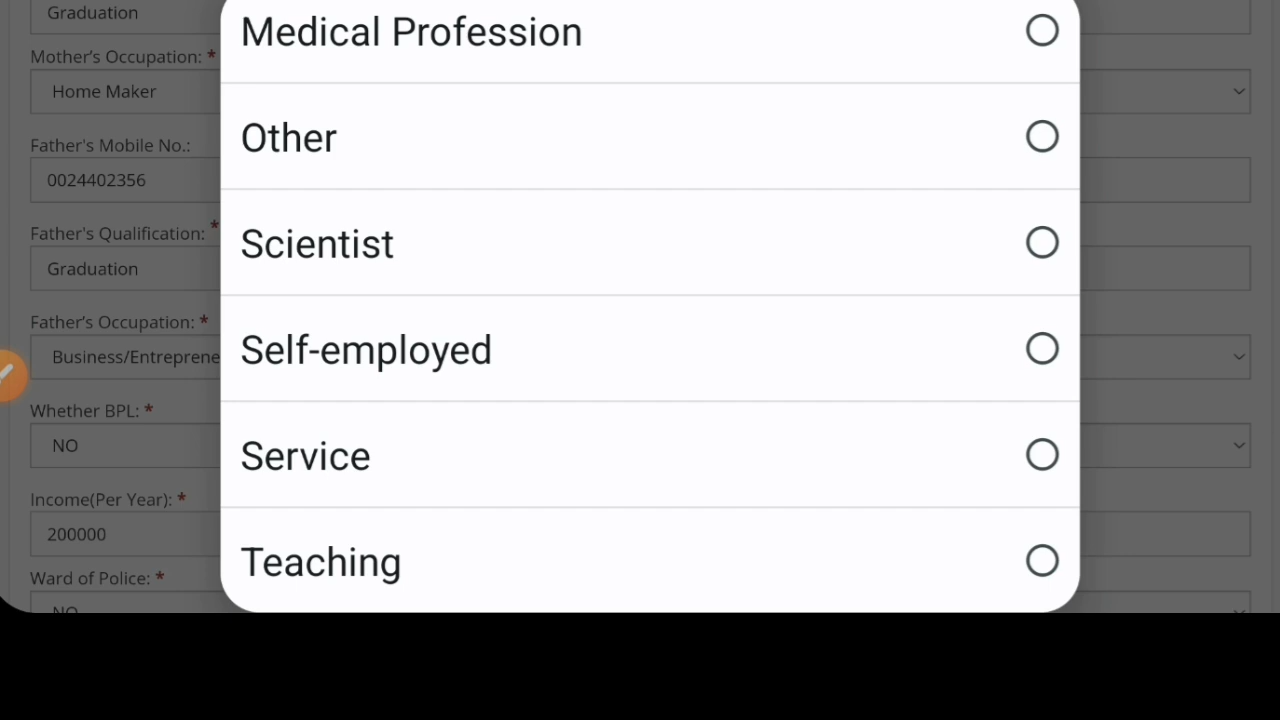 Graduation
Mother's Occupation: *
Home Maker
Father's Mobile No.:
0024402356
Father's Qualification: *
Graduation
Father's Occupation: *
Business/Entreprene
Whether BPL: *
NO
Income(Per Year): *
200000
Ward of Police: *
NO
Medical Profession
Other
Scientist
Self-employed
Service
Teaching